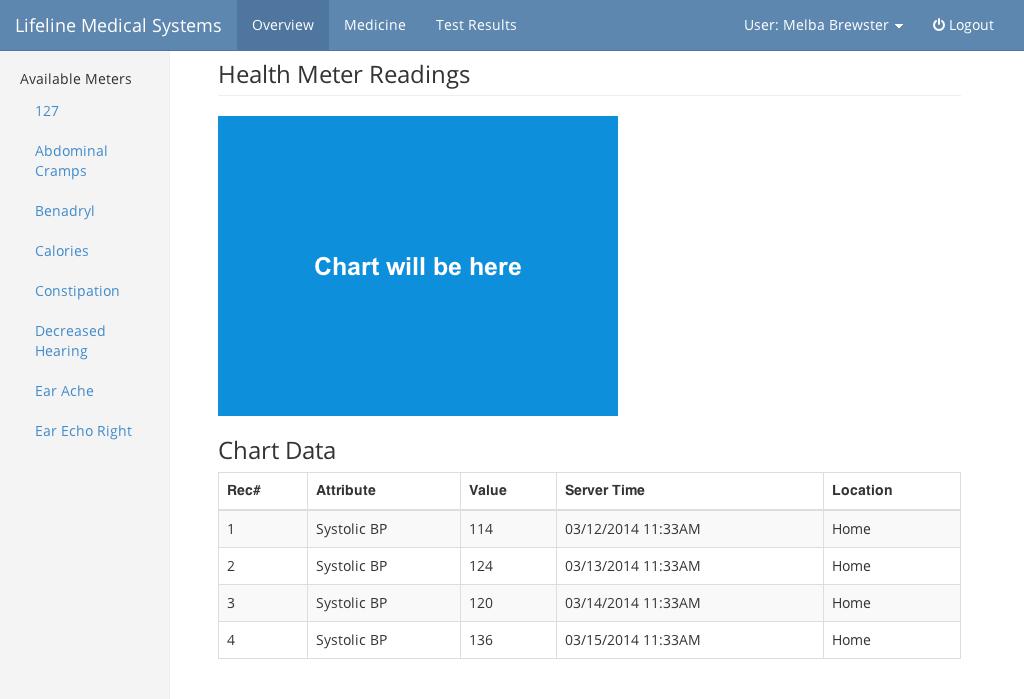 Lifeline Medical Systems Overview Medicine Test Results User: Melba Brewster Logout
Available Meters
127
Abdominal
Cramps
Benadryl
Calories
Constipation
Decreased
Hearing
Ear Ache
Ear Echo Right
Health Meter Readings
Chart will be here
Chart Data
Rec# Attribute Value Server Time Location
1 Systolic BP 114 03/12/2014 11:33AM Home
2 Systolic BP 124 03/13/2014 11:33AM Home
3 Systolic BP 120 03/14/2014 11:33AM Home
4 Systolic BP 136 03/15/2014 11:33AM Home